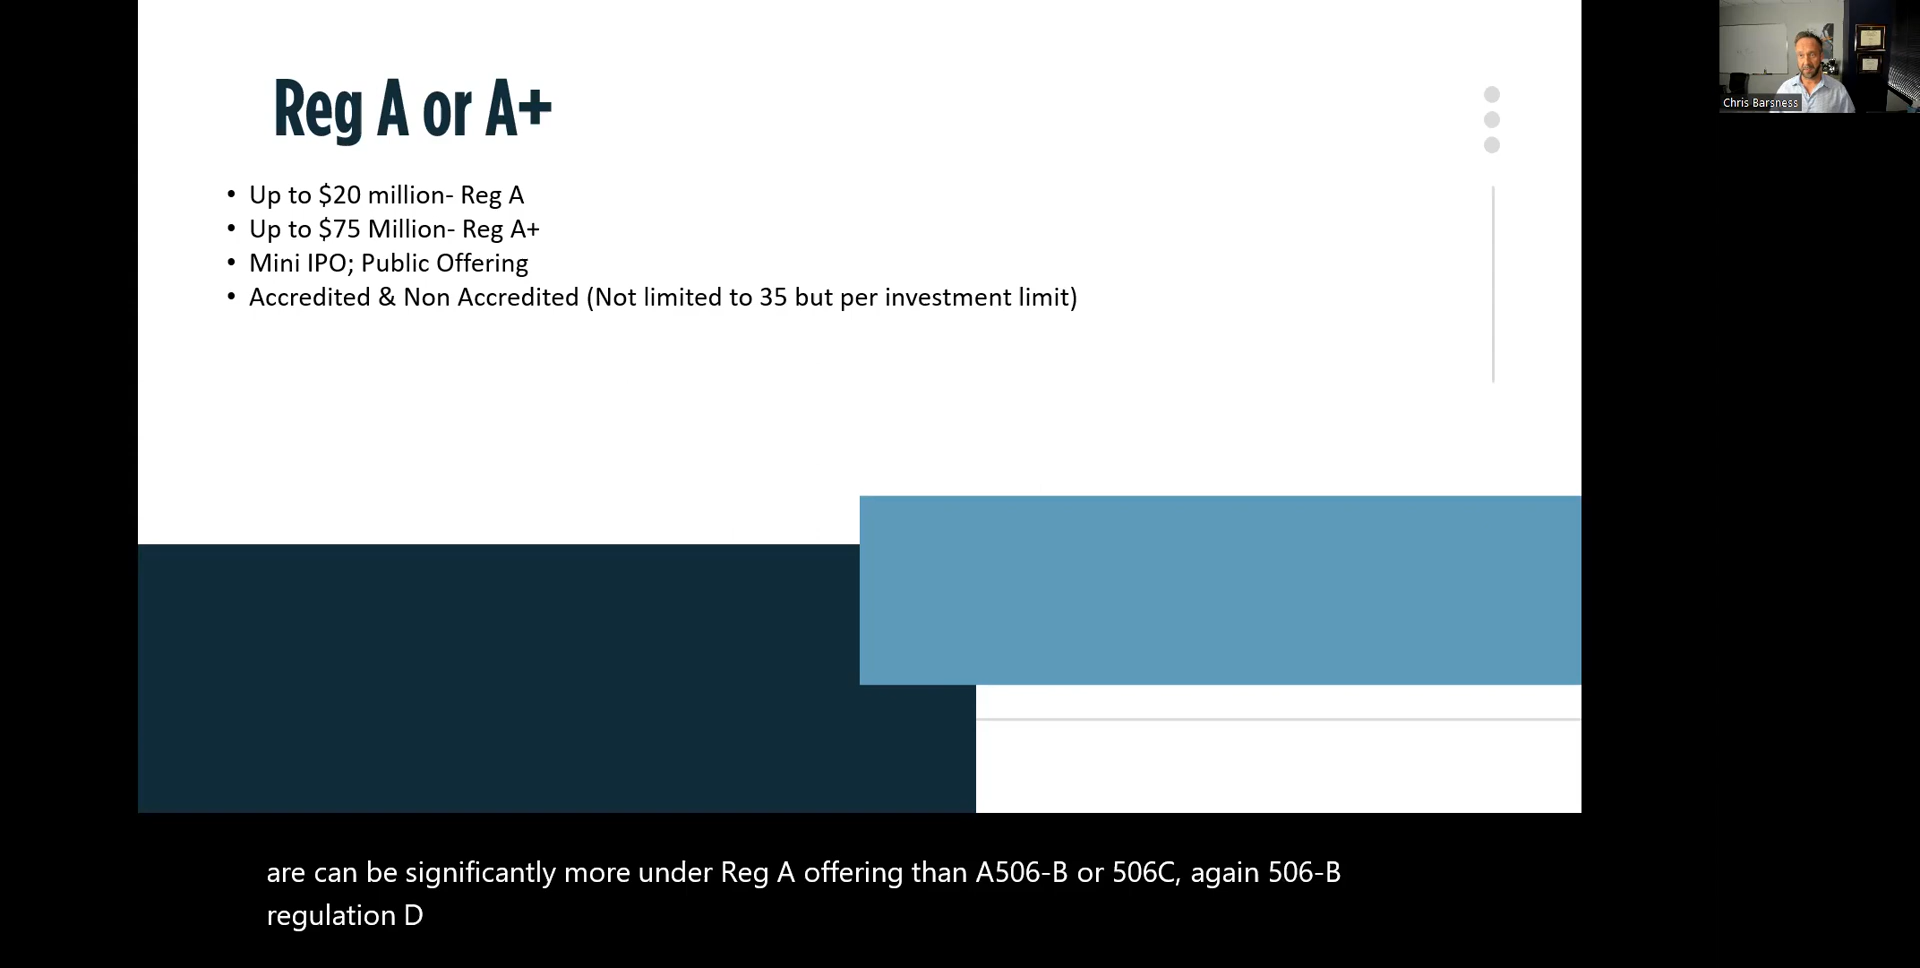 Reg A or A+
• Up to $20 million- Reg A
• Up to $75 Million- Reg A+
• Mini IPO; Public Offering
• Accredited & Non Accredited (Not limited to 35 but per investment limit)
Chris Barsness
are can be significantly more under Reg A offering than A506-B or 506C, again 506-B
regulation D